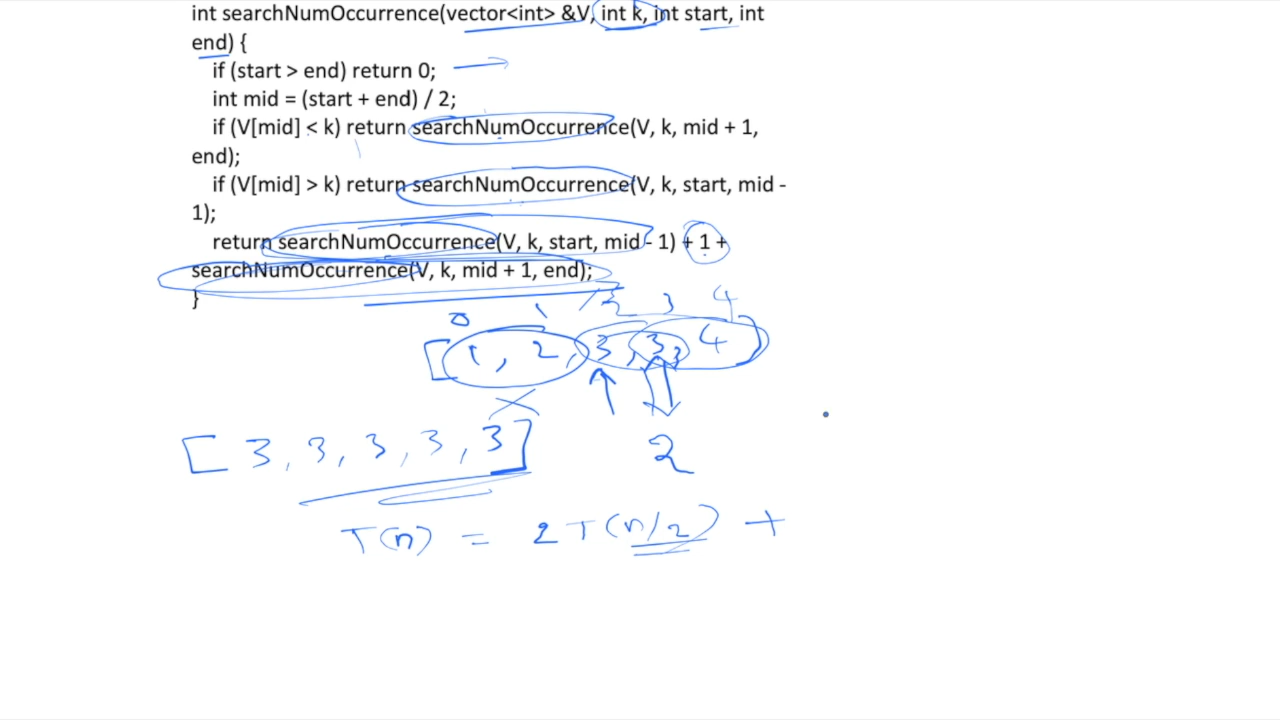 int searchNumOccurrence(vector<int> &V, int k, int start, int
end) {
if (start > end) return 0;
int mid = (start + end) / 2;
if (V[mid] < k) return searchNumOccurrence(V, k, mid + 1,
end);
if (V[mid] > k) return searchNumOccurrence(V, k, start, mid -
1);
return searchNumOccurrence(V, k, start, mid - 1) + 1 +
searchNumOccurrence(V, k, mid + 1, end);
}
0 1 2 3 4
[1, 2, 3, 3, 4]
[3, 3, 3, 3, 3]
2
T(n) = 2T(n/2) +